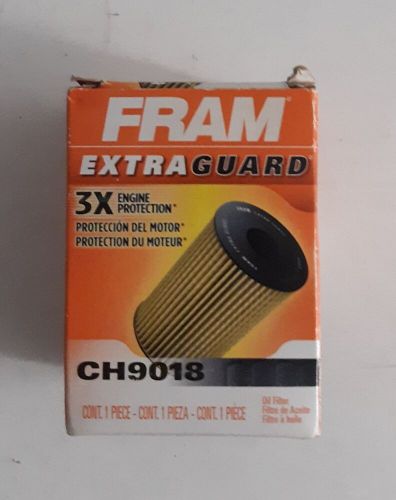 FRAM®
EXTRAGUARD®
3X ENGINE
PROTECTION*
PROTECCIÓN DEL MOTOR*
PROTECTION DU MOTEUR*
CH9018
CONT. 1 PIECE - CONT. 1 PIEZA - CONT. 1 PIÈCE
Oil Filter
Filtro de Aceite
Filtre à huile